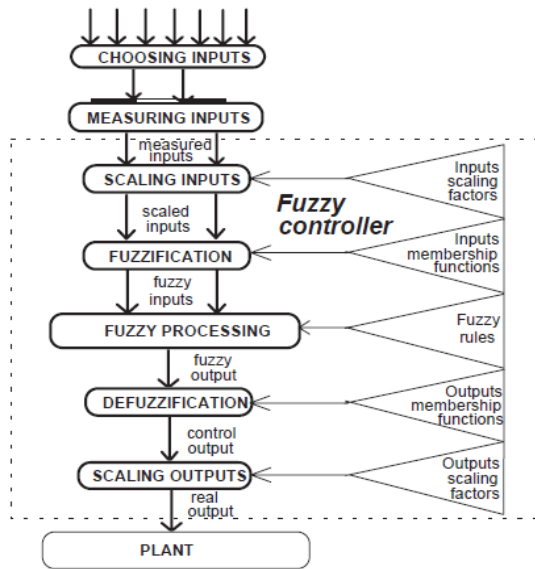 CHOOSING INPUTS
MEASURING INPUTS
measured
inputs
SCALING INPUTS
Inputs
scaling
factors
scaled
inputs
Fuzzy
controller
FUZZIFICATION
Inputs
membership
functions
fuzzy
inputs
FUZZY PROCESSING
Fuzzy
rules
fuzzy
output
DEFUZZIFICATION
Outputs
membership
functions
control
output
SCALING OUTPUTS
Outputs
scaling
factors
real
output
PLANT